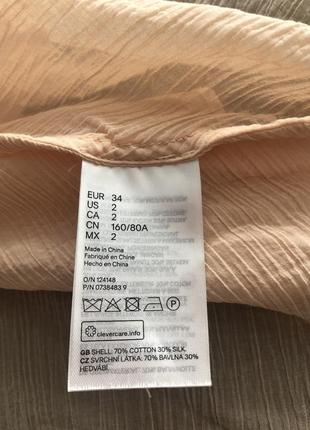 EUR 34
US 2
CA 2
CN 160/80A
MX 2
Made in China
Fabriqué en Chine
Hecho en China
O/N 124148
P/N 0738483.9
P
clevercare.info
GB SHELL: 70% COTTON 30% SILK.
CZ SVRCHNÍ LÁTKA: 70% BAVLNA 30%
HEDVÁBÍ.